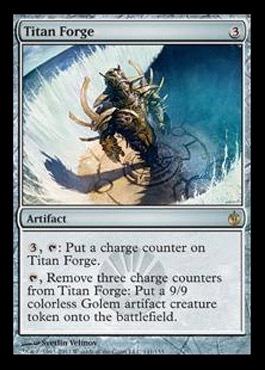 Titan Forge 3
Artifact
3, T: Put a charge counter on
Titan Forge.
T, Remove three charge counters
from Titan Forge: Put a 9/9
colorless Golem artifact creature
token onto the battlefield.
Svetlin Velinov